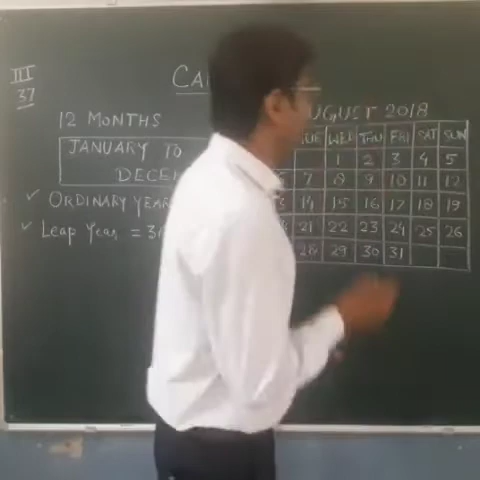 III
37
CA
12 MONTHS
JANUARY TO
DECE
✓ ORDINARY YEAR
✓ Leap Year = 3
UGUST 2018
TUE WED THU FRI SAT SUN
1 2 3 4 5
7 8 9 10 11 12
14 15 16 17 18 19
21 22 23 24 25 26
28 29 30 31